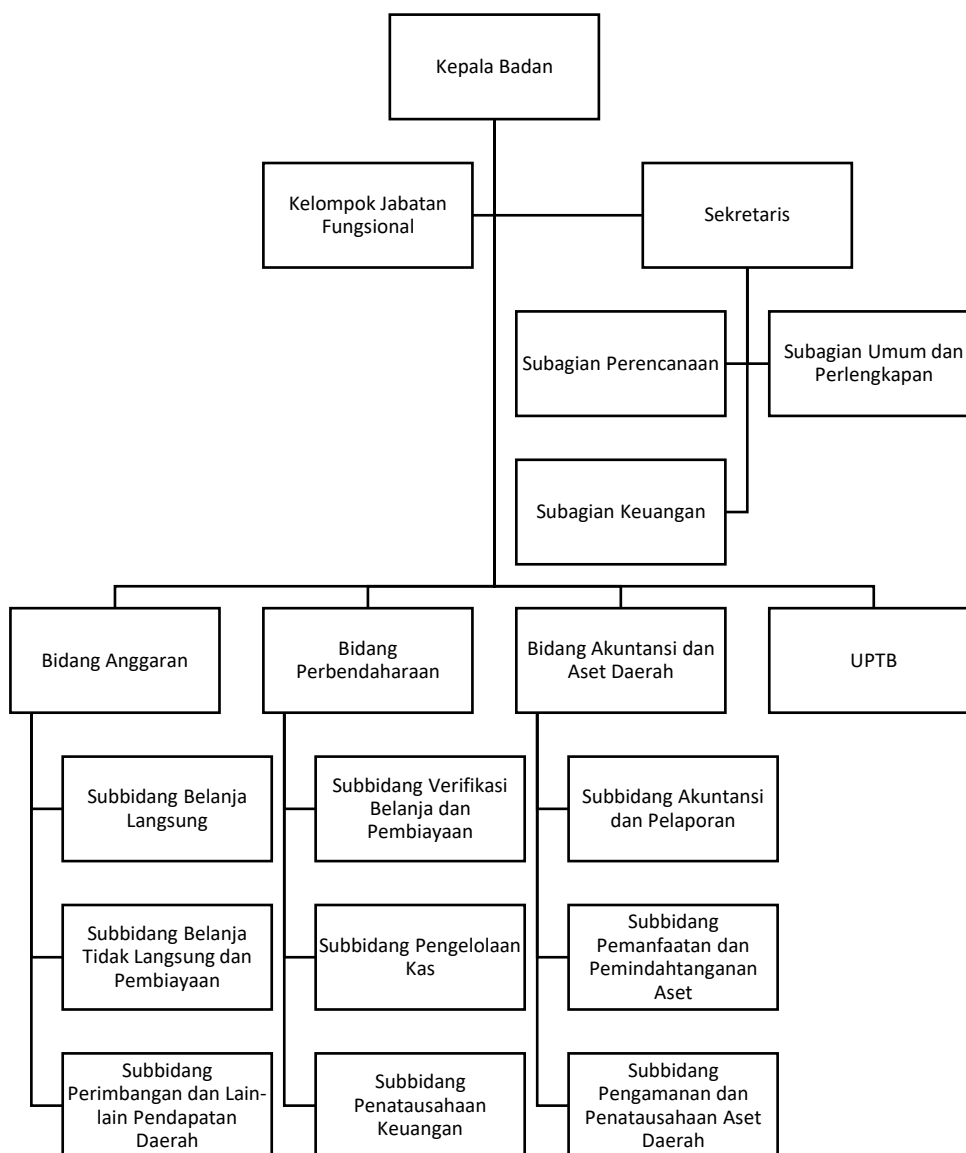 Kepala Badan
Kelompok Jabatan
Fungsional
Sekretaris
Subagian Perencanaan
Subagian Umum dan
Perlengkapan
Subagian Keuangan
Bidang Anggaran
Bidang
Perbendaharaan
Bidang Akuntansi dan
Aset Daerah
UPTB
Subbidang Belanja
Langsung
Subbidang Verifikasi
Belanja dan
Pembiayaan
Subbidang Akuntansi
dan Pelaporan
Subbidang Belanja
Tidak Langsung dan
Pembiayaan
Subbidang Pengelolaan
Kas
Subbidang
Pemanfaatan dan
Pemindahtanganan
Aset
Subbidang
Perimbangan dan Lain-
lain Pendapatan
Daerah
Subbidang
Penatausahaan
Keuangan
Subbidang
Pengamanan dan
Penatausahaan Aset
Daerah